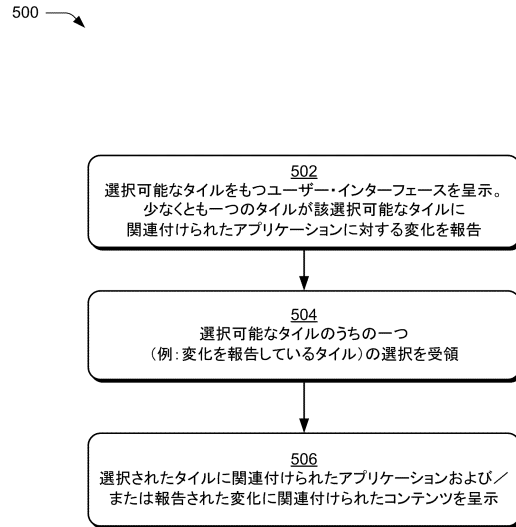 500
502
選択可能なタイルをもつユーザー・インターフェースを呈示。
少なくとも一つのタイルが該選択可能なタイルに
関連付けられたアプリケーションに対する変化を報告
504
選択可能なタイルのうちの一つ
(例:変化を報告しているタイル)の選択を受領
506
選択されたタイルに関連付けられたアプリケーションおよび/
または報告された変化に関連付けられたコンテンツを呈示